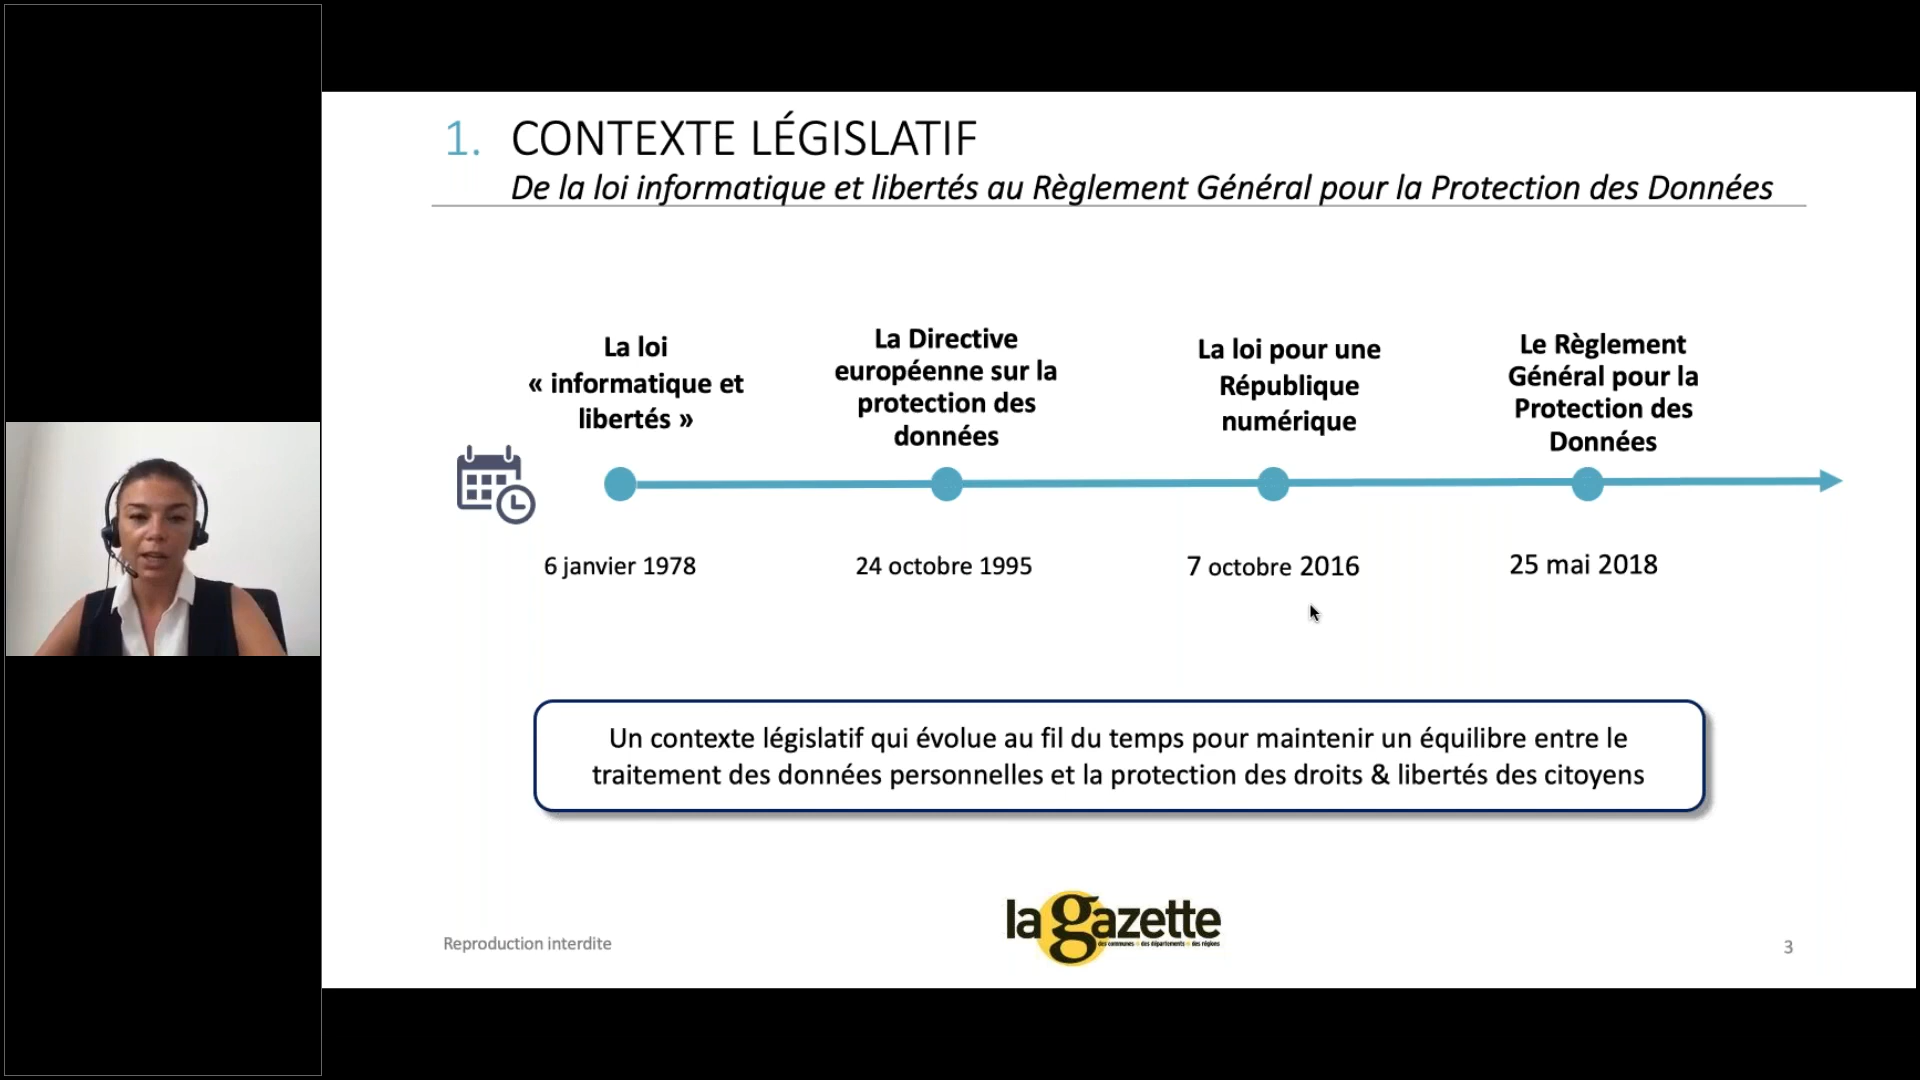 1. CONTEXTE LÉGISLATIF
De la loi informatique et libertés au Règlement Général pour la Protection des Données
La loi
« informatique et
libertés »
La Directive
européenne sur la
protection des
données
La loi pour une
République
numérique
Le Règlement
Général pour la
Protection des
Données
6 janvier 1978
24 octobre 1995
7 octobre 2016
25 mai 2018
Un contexte législatif qui évolue au fil du temps pour maintenir un équilibre entre le
traitement des données personnelles et la protection des droits & libertés des citoyens
Reproduction interdite
la gazette
des communes des départements des régions
3